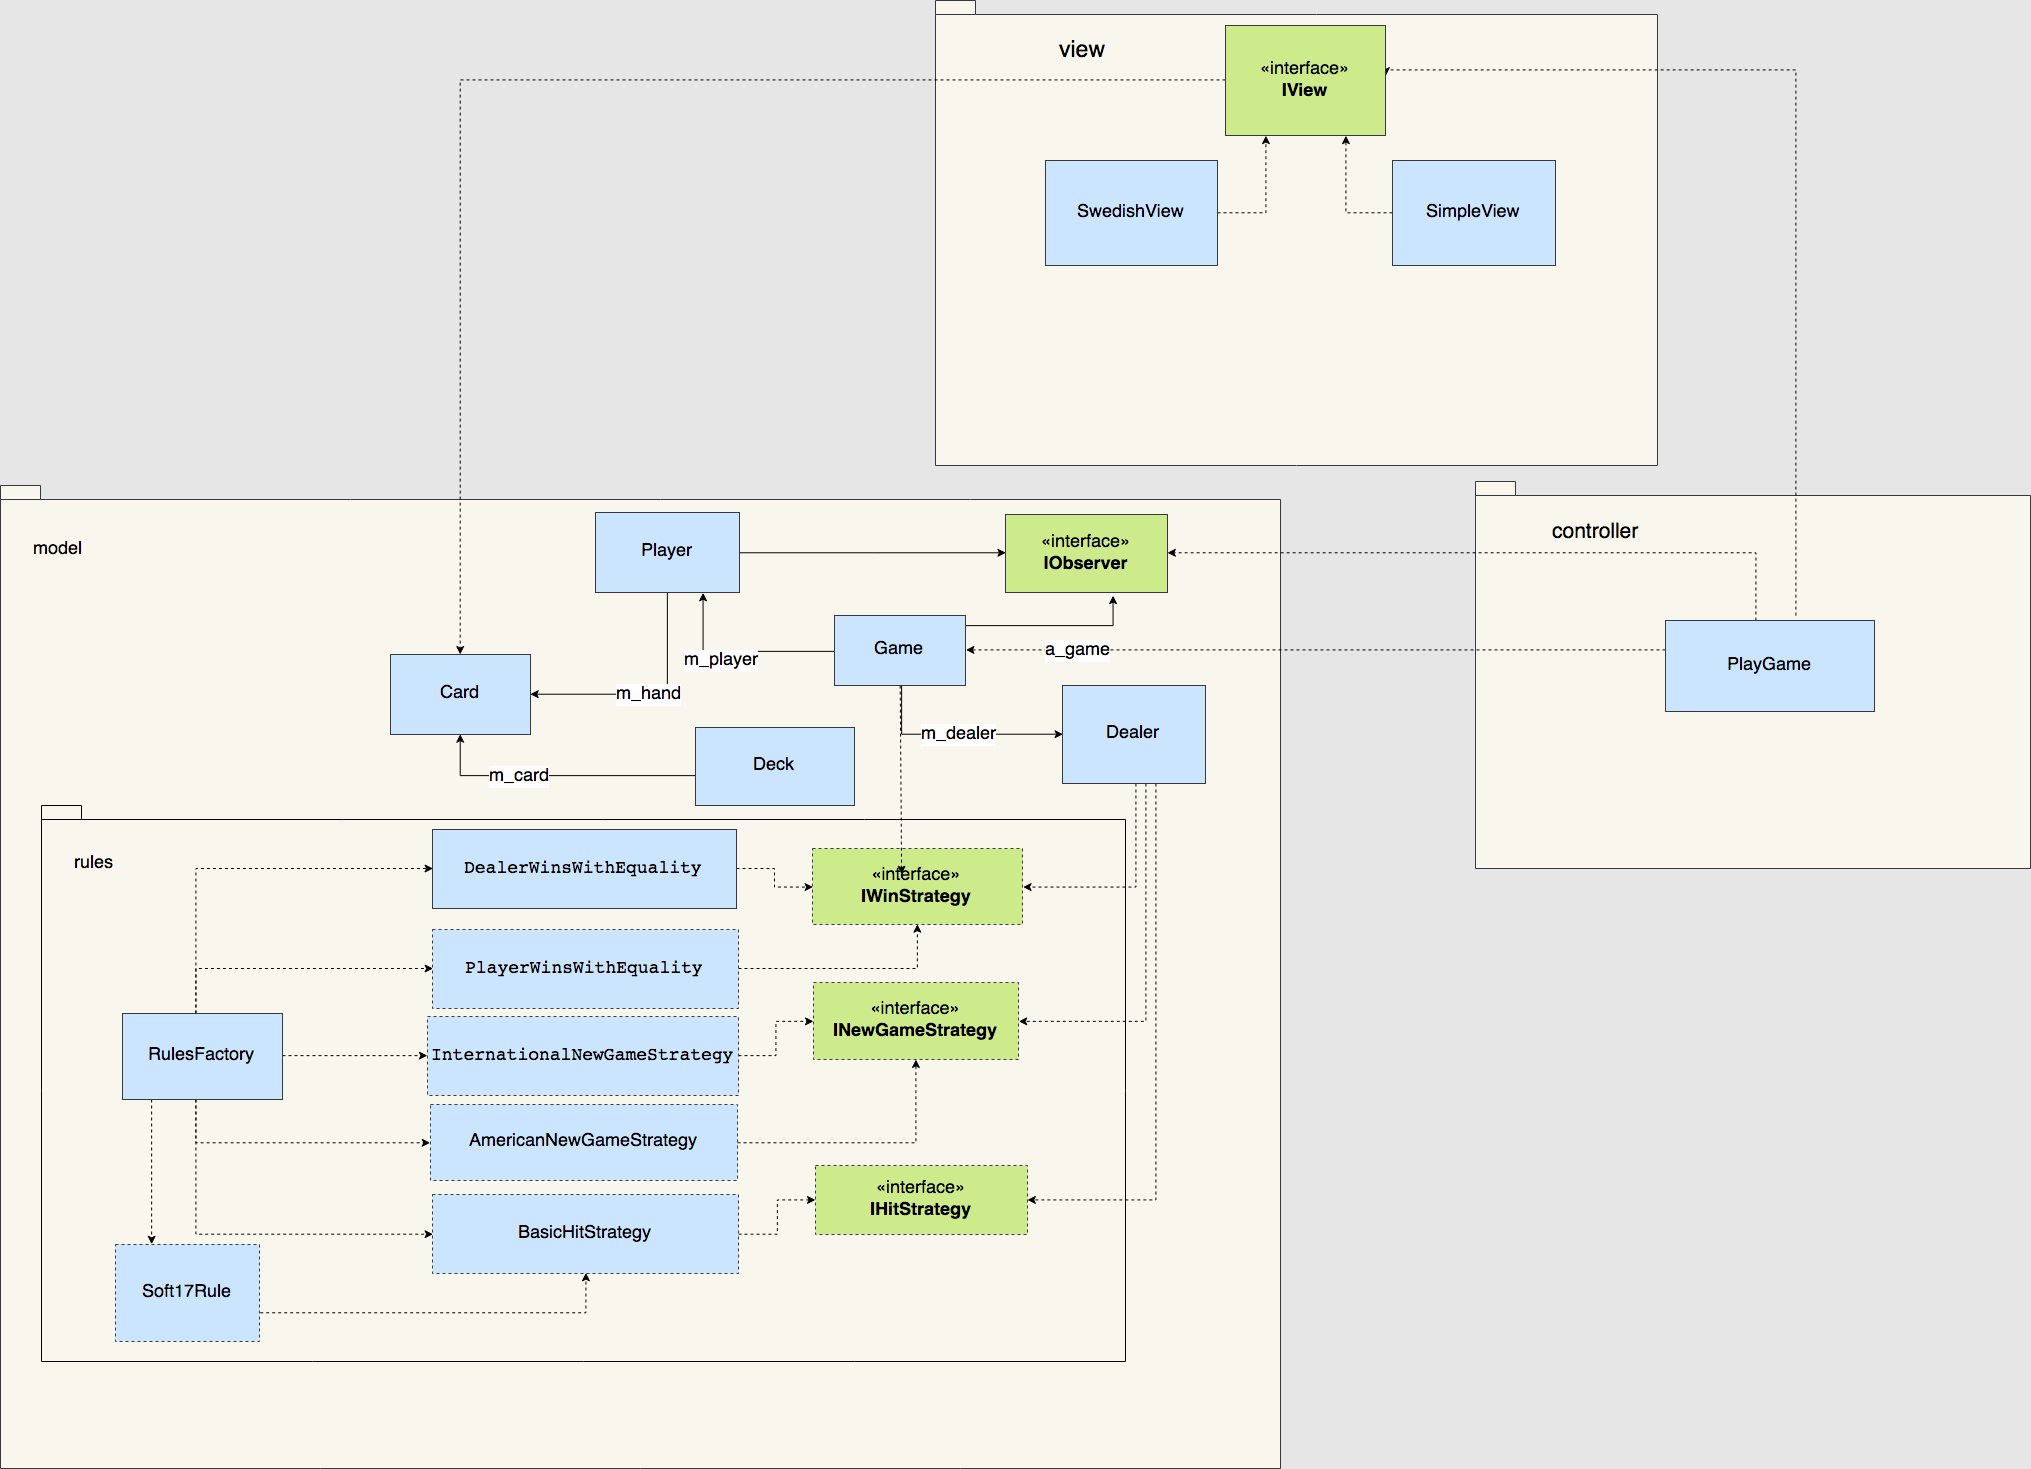 view
«interface»
IView
SwedishView
SimpleView
model
Player
«interface»
IObserver
controller
Game
a_game
m_player
PlayGame
Card
m_hand
m_dealer
Dealer
Deck
m_card
rules
DealerWinsWithEquality
«interface»
IWinStrategy
PlayerWinsWithEquality
«interface»
INewGameStrategy
RulesFactory
InternationalNewGameStrategy
AmericanNewGameStrategy
«interface»
IHitStrategy
BasicHitStrategy
Soft17Rule